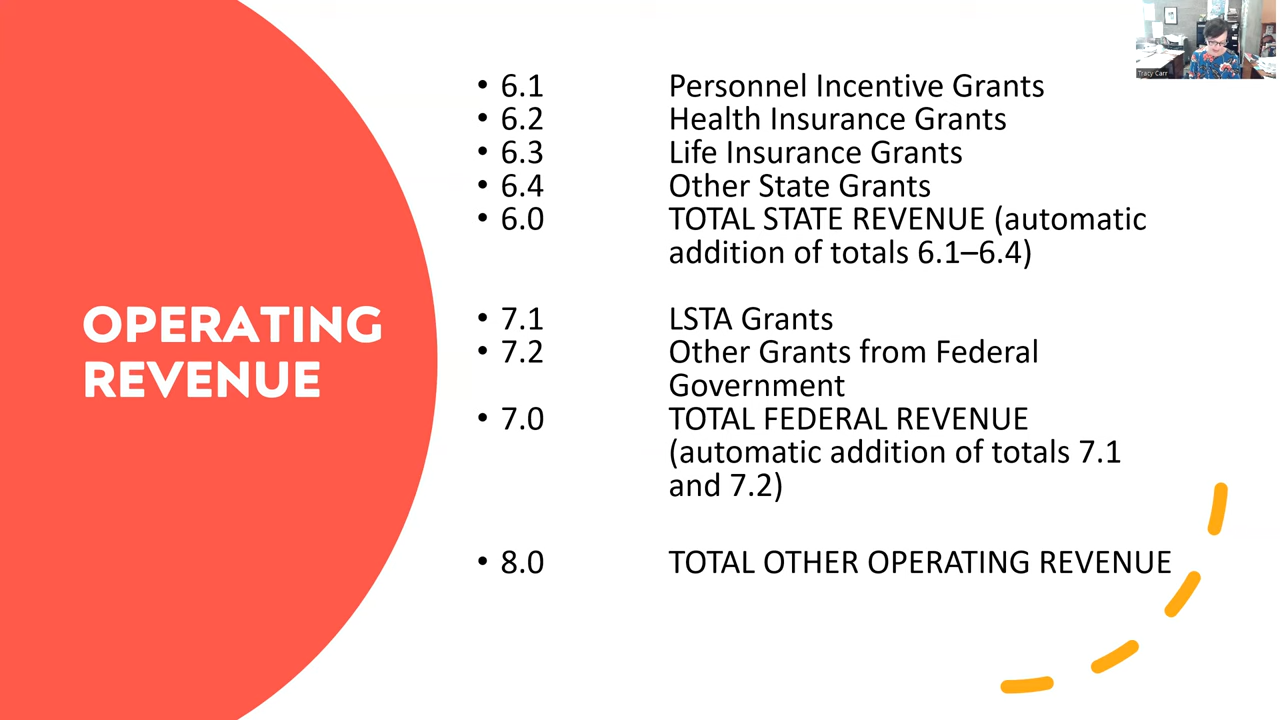 Tracy Carr
OPERATING
REVENUE
• 6.1 Personnel Incentive Grants
• 6.2 Health Insurance Grants
• 6.3 Life Insurance Grants
• 6.4 Other State Grants
• 6.0 TOTAL STATE REVENUE (automatic
addition of totals 6.1–6.4)
• 7.1 LSTA Grants
• 7.2 Other Grants from Federal
Government
• 7.0 TOTAL FEDERAL REVENUE
(automatic addition of totals 7.1
and 7.2)
• 8.0 TOTAL OTHER OPERATING REVENUE